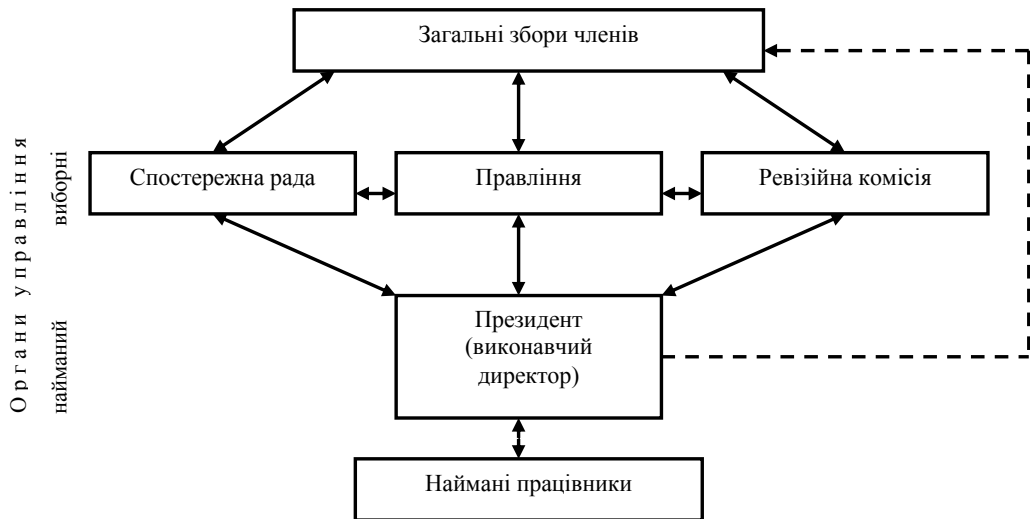 Загальні збори членів
Органи управління
виборні
Спостережна рада
Правління
Ревізійна комісія
найманий
Президент
(виконавчий
директор)
Наймані працівники